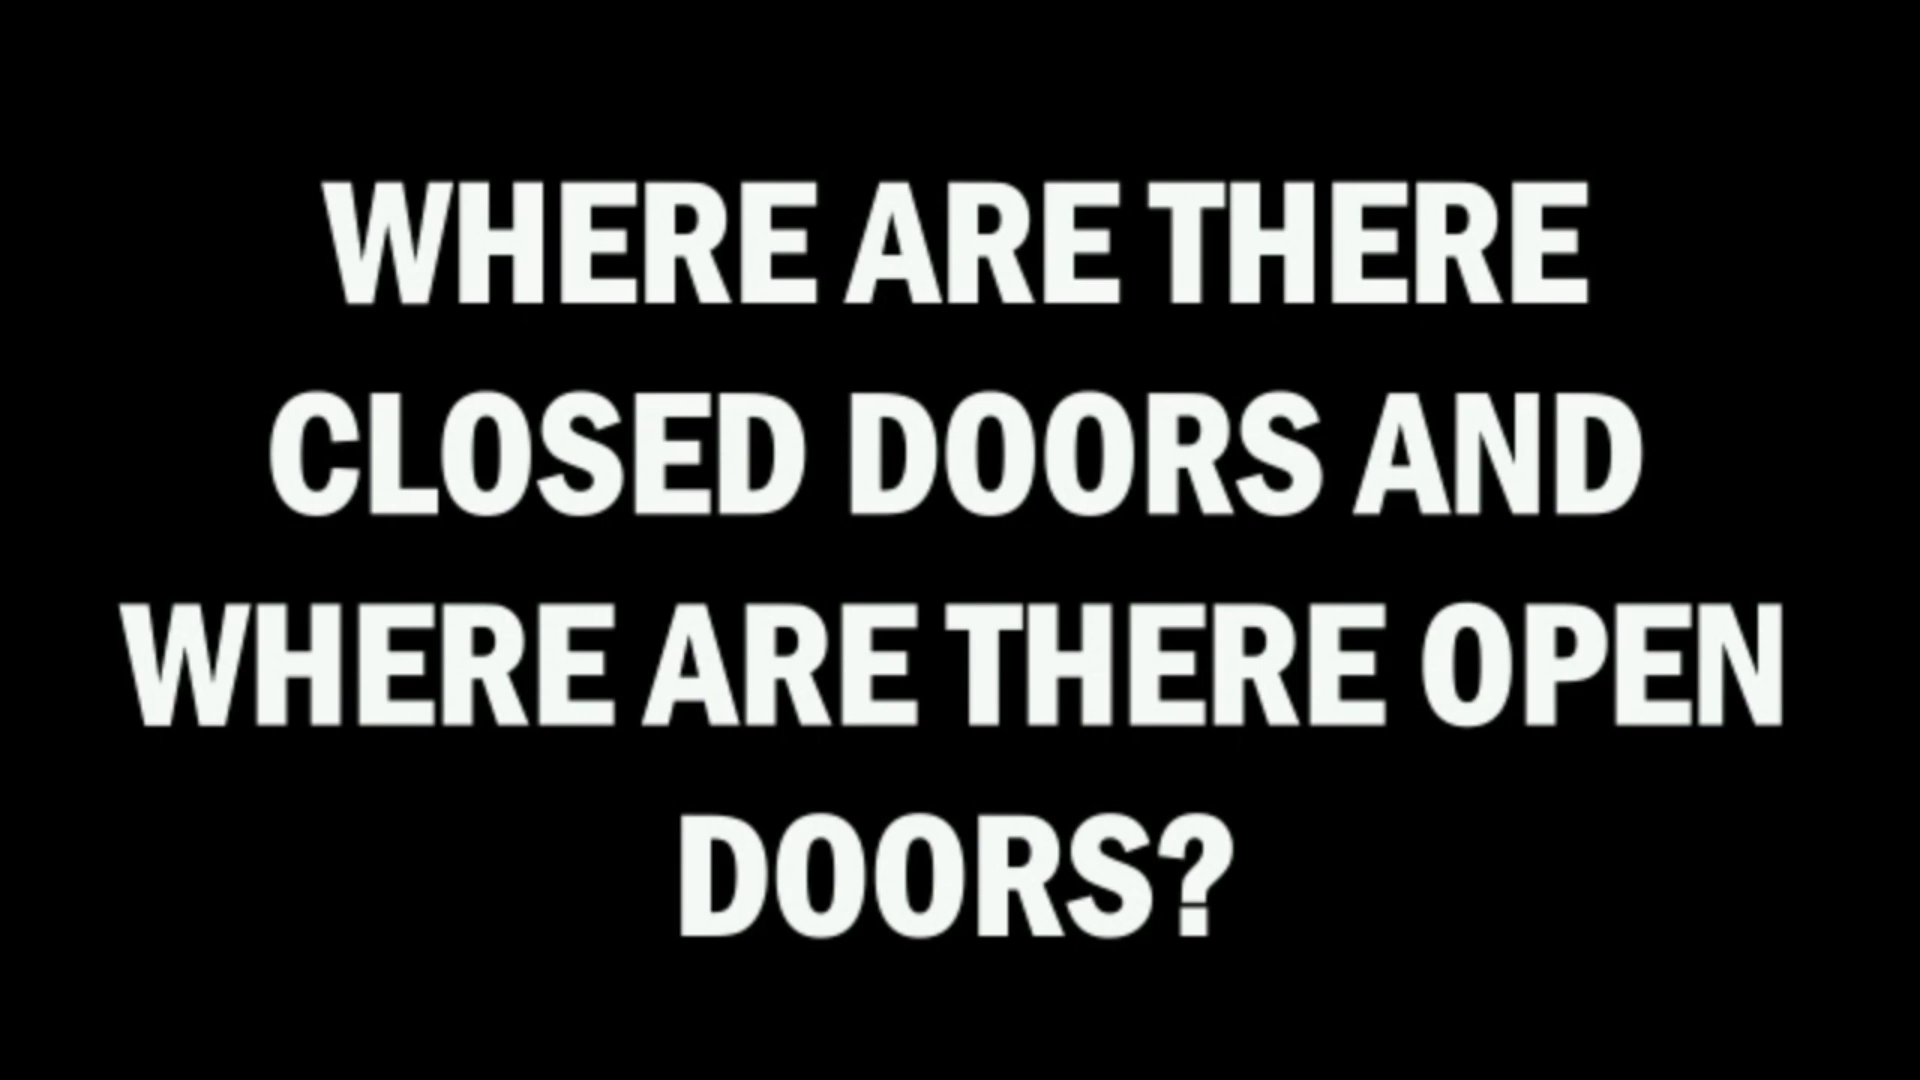 WHERE ARE THERE
CLOSED DOORS AND
WHERE ARE THERE OPEN
DOORS?